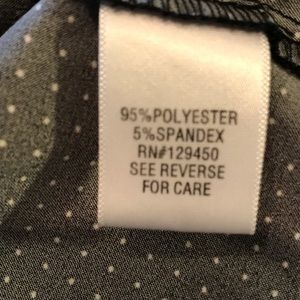 95%POLYESTER
5%SPANDEX
RN#129450
SEE REVERSE
FOR CARE